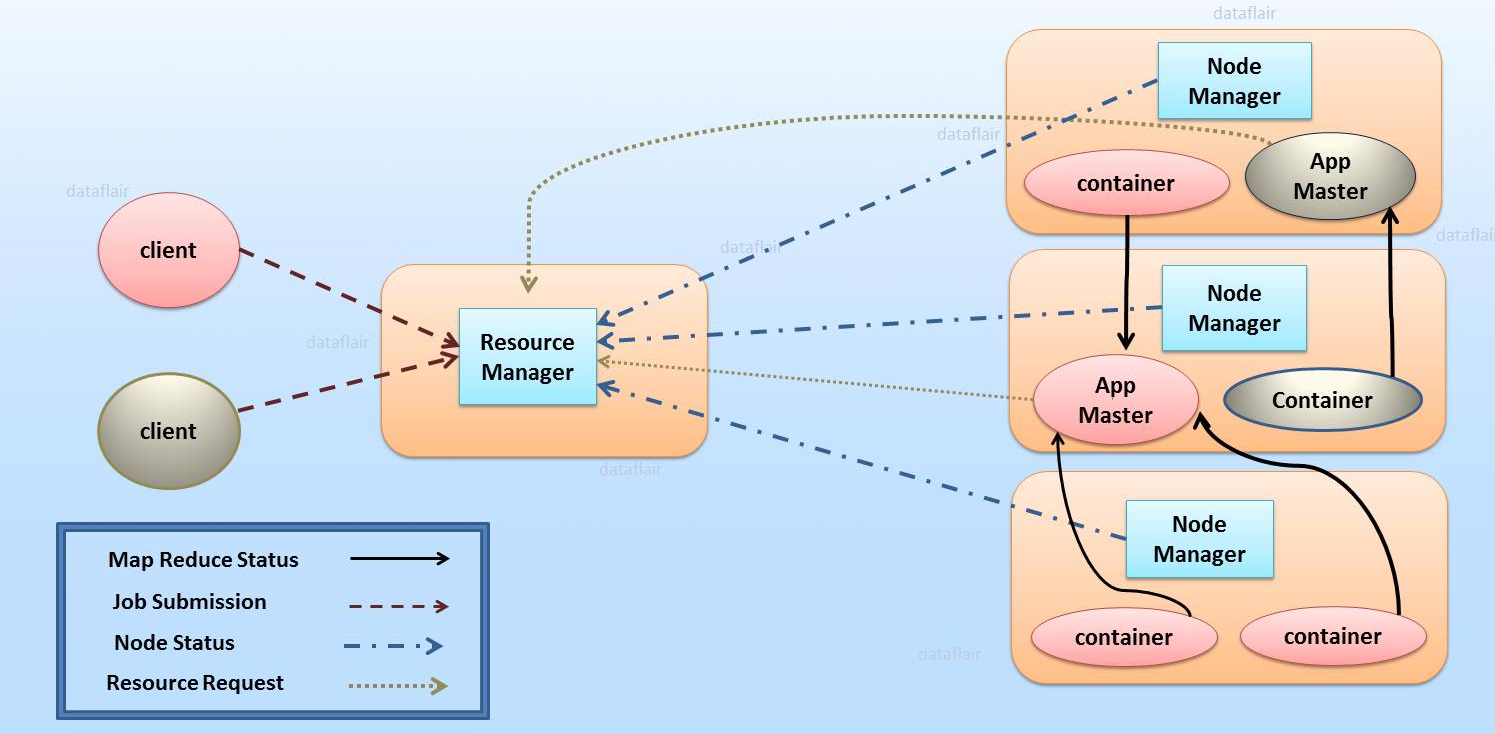 dataflair
Node
Manager
dataflair
container
App
Master
dataflair
client
dataflair
dataflair
Node
Manager
Resource
Manager
dataflair
App
Master
Container
client
dataflair
Node
Manager
container
container
dataflair
Map Reduce Status
Job Submission
Node Status
Resource Request